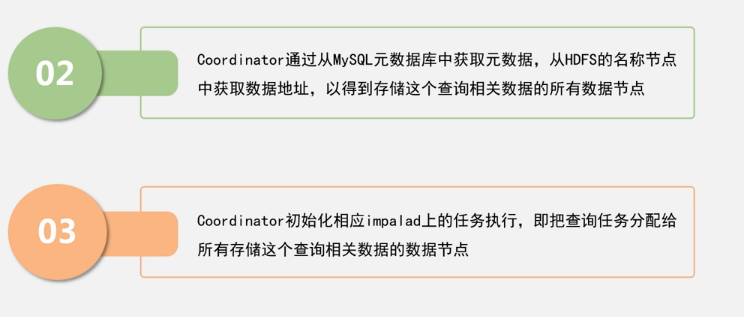 02
Coordinator通过从MySQL元数据库中获取元数据，从HDFS的名称节点
中获取数据地址，以得到存储这个查询相关数据的所有数据节点
03
Coordinator初始化相应impalad上的任务执行，即把查询任务分配给
所有存储这个查询相关数据的数据节点